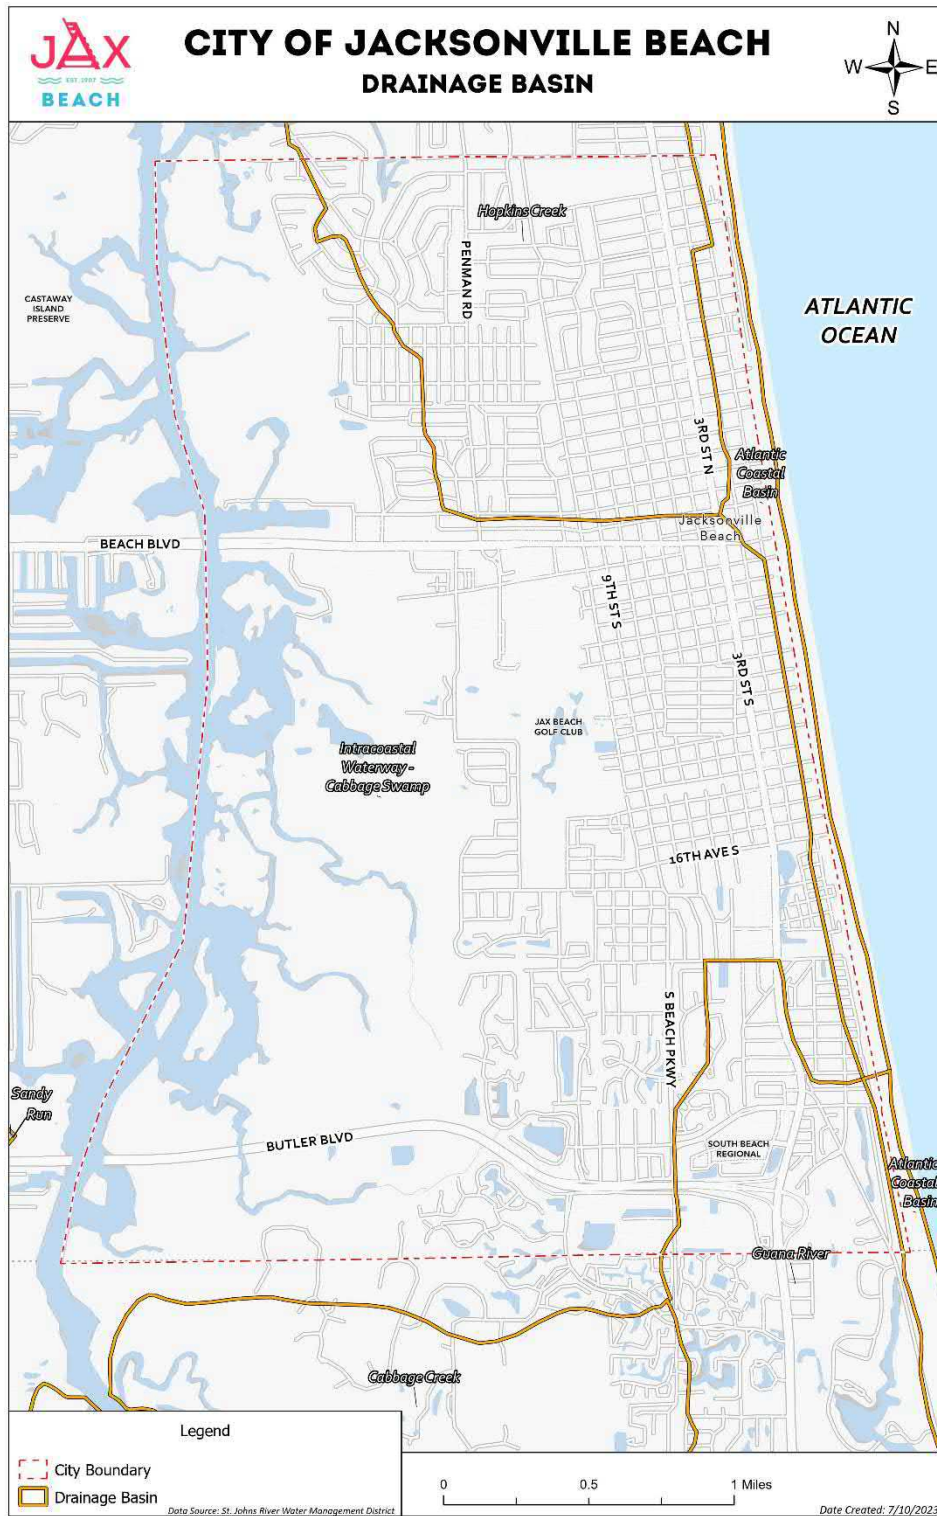 JAX
EST. 1907
BEACH
CITY OF JACKSONVILLE BEACH
DRAINAGE BASIN
N
W
E
S
Hopkins Creek
PENMAN RD
CASTAWAY
ISLAND
PRESERVE
ATLANTIC
OCEAN
3RD ST N
Atlantic
Coastal
Basin
Jacksonville
Beach
BEACH BLVD
9TH ST S
3RD ST S
JAX BEACH
GOLF CLUB
Intracoastal
Waterway -
Cabbage Swamp
16TH AVE S
S BEACH PKWY
Sandy
Run
BUTLER BLVD
SOUTH BEACH
REGIONAL
Atlantic
Coastal
Basin
Guana River
Cabbage Creek
Legend
City Boundary
Drainage Basin
Data Source: St. Johns River Water Management District
0
0.5
1 Miles
Date Created: 7/10/2023